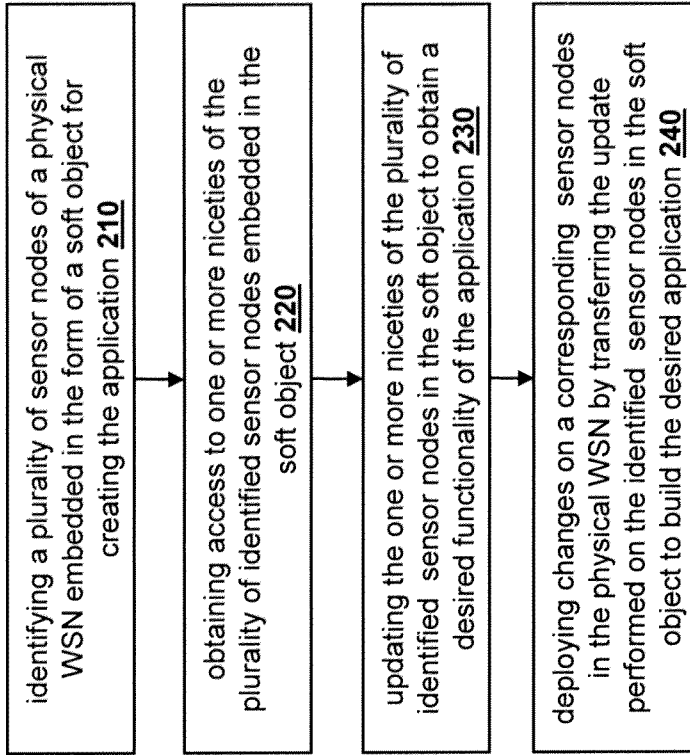 identifying a plurality of sensor nodes of a physical
WSN embedded in the form of a soft object for
creating the application 210
obtaining access to one or more niceties of the
plurality of identified sensor nodes embedded in the
soft object 220
updating the one or more niceties of the plurality of
identified sensor nodes in the soft object to obtain a
desired functionality of the application 230
deploying changes on a corresponding sensor nodes
in the physical WSN by transferring the update
performed on the identified sensor nodes in the soft
object to build the desired application 240